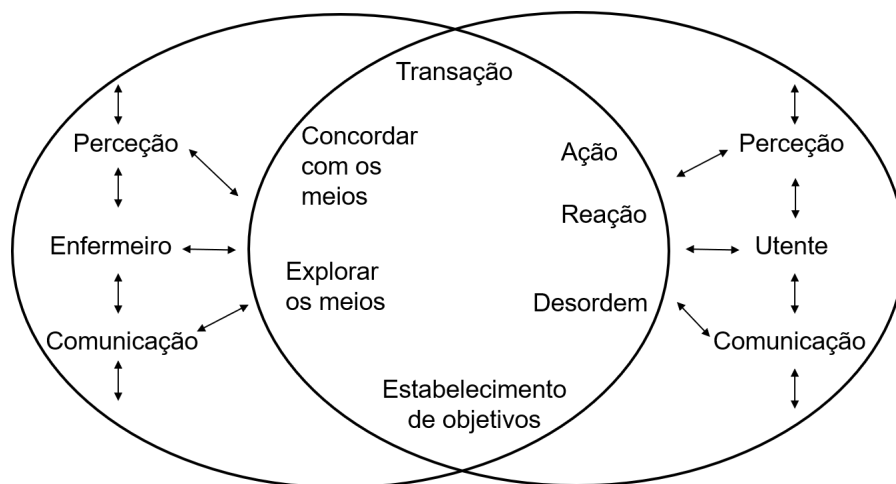 Transação
Perceção
Enfermeiro
Comunicação
Concordar
com os
meios
Explorar
os meios
Ação
Reação
Desordem
Estabelecimento
de objetivos
Perceção
Utente
Comunicação